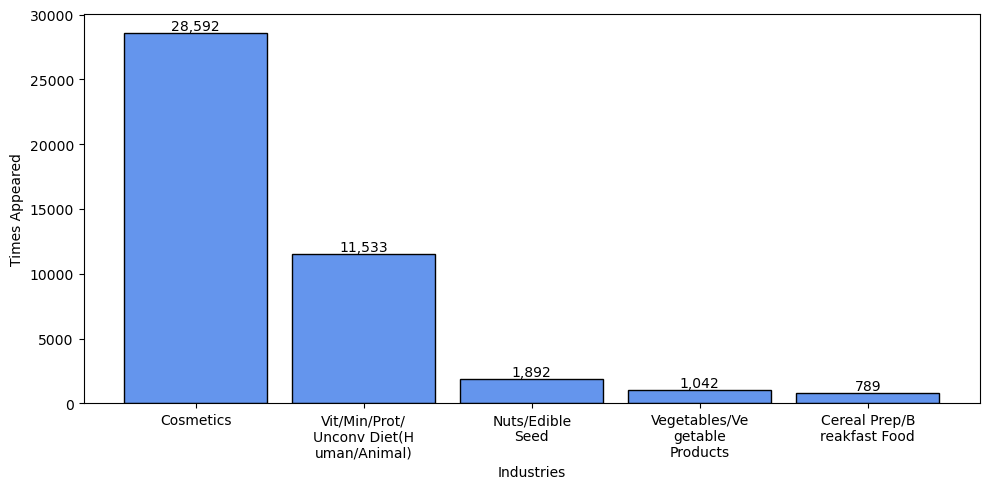 30000
25000
20000
15000
10000
5000
0
Times Appeared
28,592
11,533
1,892
1,042
789
Cosmetics
Vit/Min/Prot/
Unconv Diet(H
uman/Animal)
Nuts/Edible
Seed
Vegetables/Ve
getable
Products
Cereal Prep/B
reakfast Food
Industries